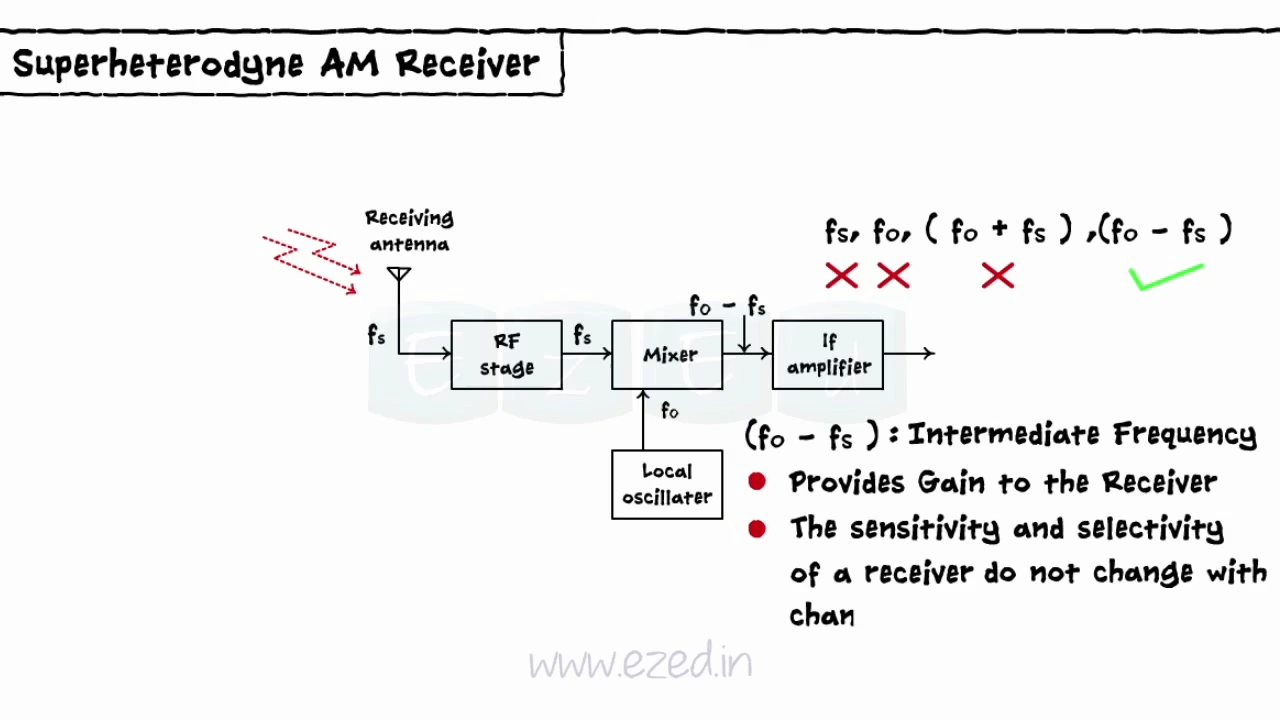 Superheterodyne AM Receiver
Receiving
antenna
fs, fo, ( fo + fs ) ,(fo - fs )
fo - fs
fs
RF
stage
fs
Mixer
If
amplifier
fo
Local
oscillater
(fo - fs ) : Intermediate Frequency
Provides Gain to the Receiver
The sensitivity and selectivity
of a receiver do not change with
chan
EZEd
www.ezed.in